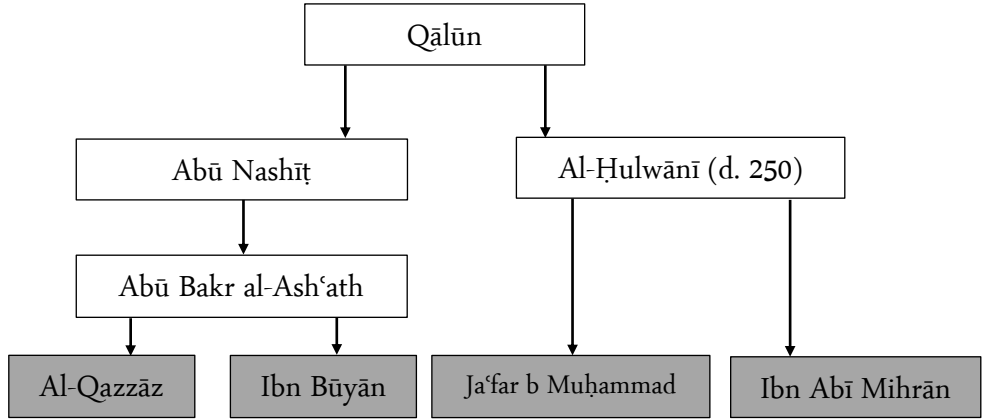 Qālūn
Abū Nashīṭ
Al-Ḥulwānī (d. 250)
Abū Bakr al-Ashʿath
Al-Qazzāz
Ibn Būyān
Jaʿfar b Muḥammad
Ibn Abī Mihrān